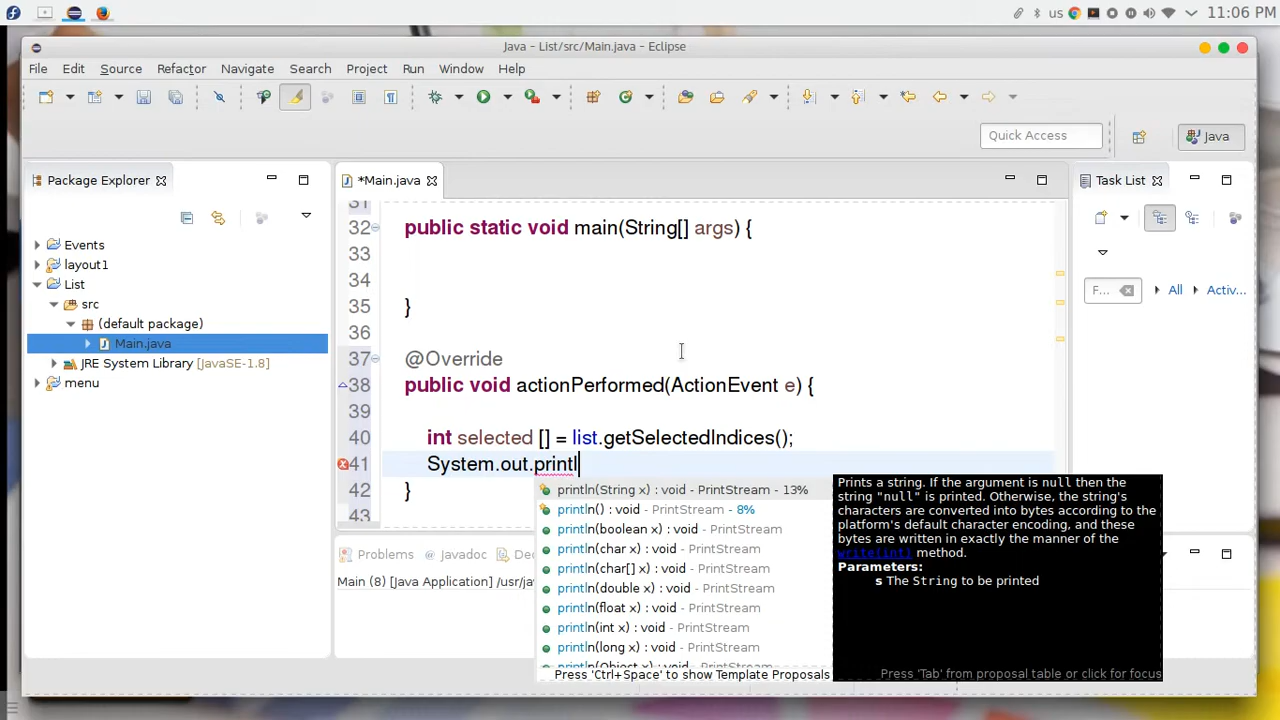 us
11:06 PM
Java - List/src/Main.java - Eclipse
File Edit Source Refactor Navigate Search Project Run Window Help
Quick Access
Java
Package Explorer
*Main.java
Task List
Events
layout1
List
src
(default package)
Main.java
JRE System Library [JavaSE-1.8]
menu
31
32 public static void main(String[] args) {
33
34
35 }
36
37 @Override
38 public void actionPerformed(ActionEvent e) {
39
40 int selected [] = list.getSelectedIndices();
41 System.out.printl
42 }
43
F... All Activ...
println(String x) : void - PrintStream - 13%
println() : void - PrintStream - 8%
println(boolean x) : void - PrintStream
println(char x) : void - PrintStream
println(char[] x) : void - PrintStream
println(double x) : void - PrintStream
println(float x) : void - PrintStream
println(int x) : void - PrintStream
println(long x) : void - PrintStream
println(Object x) : void - PrintStream
Press 'Ctrl+Space' to show Template Proposals
Prints a string. If the argument is null then the
string "null" is printed. Otherwise, the string's
characters are converted into bytes according to the
platform's default character encoding, and these
bytes are written in exactly the manner of the
write(int) method.
Parameters:
s The String to be printed
Press 'Tab' from proposal table or click for focus
Problems Javadoc De
Main (8) [Java Application] /usr/ja